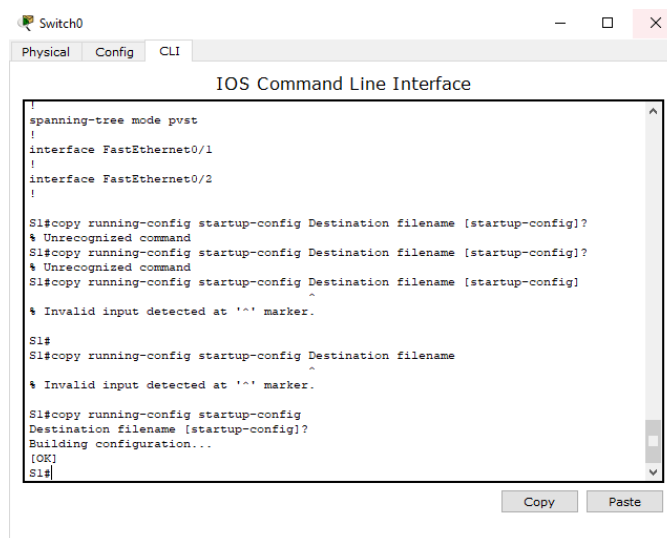 Switch0
Physical Config CLI
IOS Command Line Interface
!
spanning-tree mode pvst
!
interface FastEthernet0/1
!
interface FastEthernet0/2
!
S1#copy running-config startup-config Destination filename [startup-config]?
% Unrecognized command
S1#copy running-config startup-config Destination filename [startup-config]?
% Unrecognized command
S1#copy running-config startup-config Destination filename [startup-config]
^
% Invalid input detected at '^' marker.
S1#
S1#copy running-config startup-config Destination filename
^
% Invalid input detected at '^' marker.
S1#copy running-config startup-config
Destination filename [startup-config]?
Building configuration...
[OK]
S1#
Copy Paste